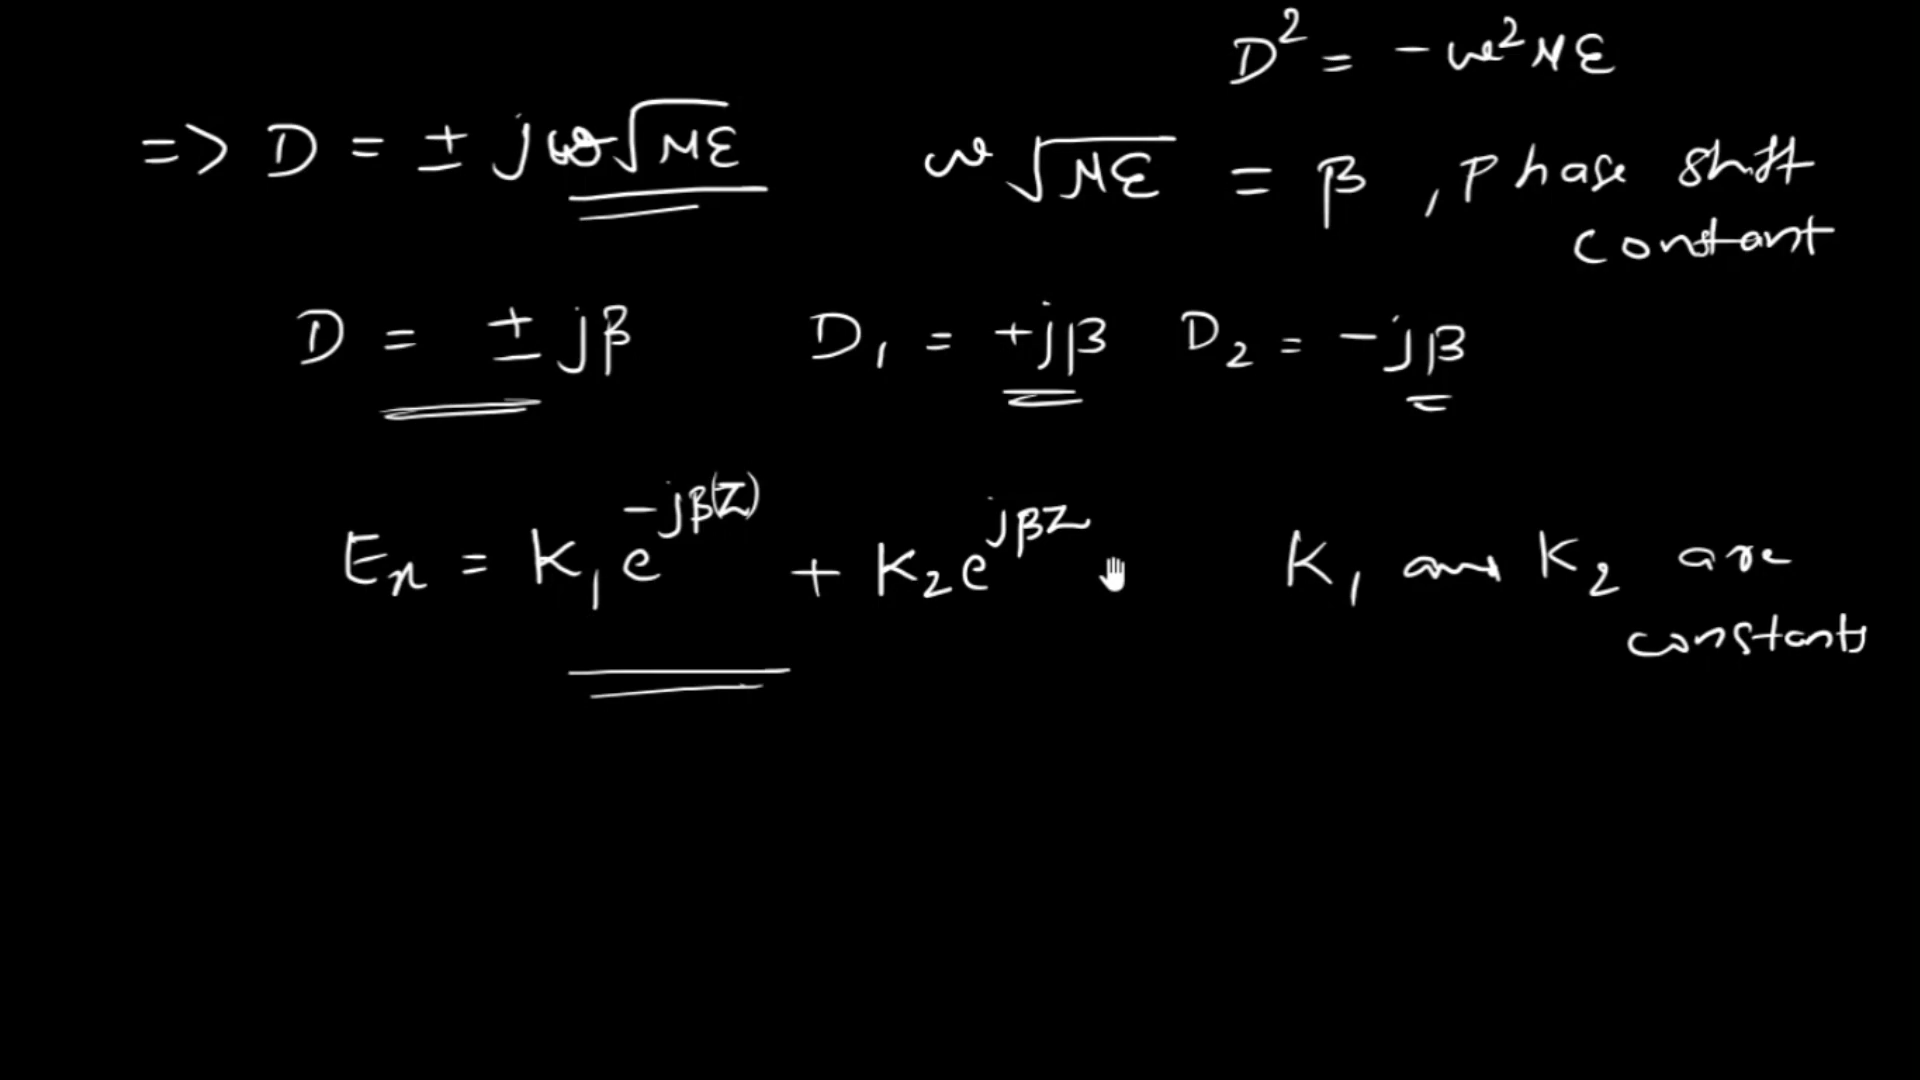 D² = -ω²με
=> D = ± jω√με ω√με = β , Phase shift
constant
D = ± jβ D₁ = +jβ D₂ = -jβ
Eₓ = K₁e^-jβ(z) + K₂e^jβz K₁ and K₂ are
constants